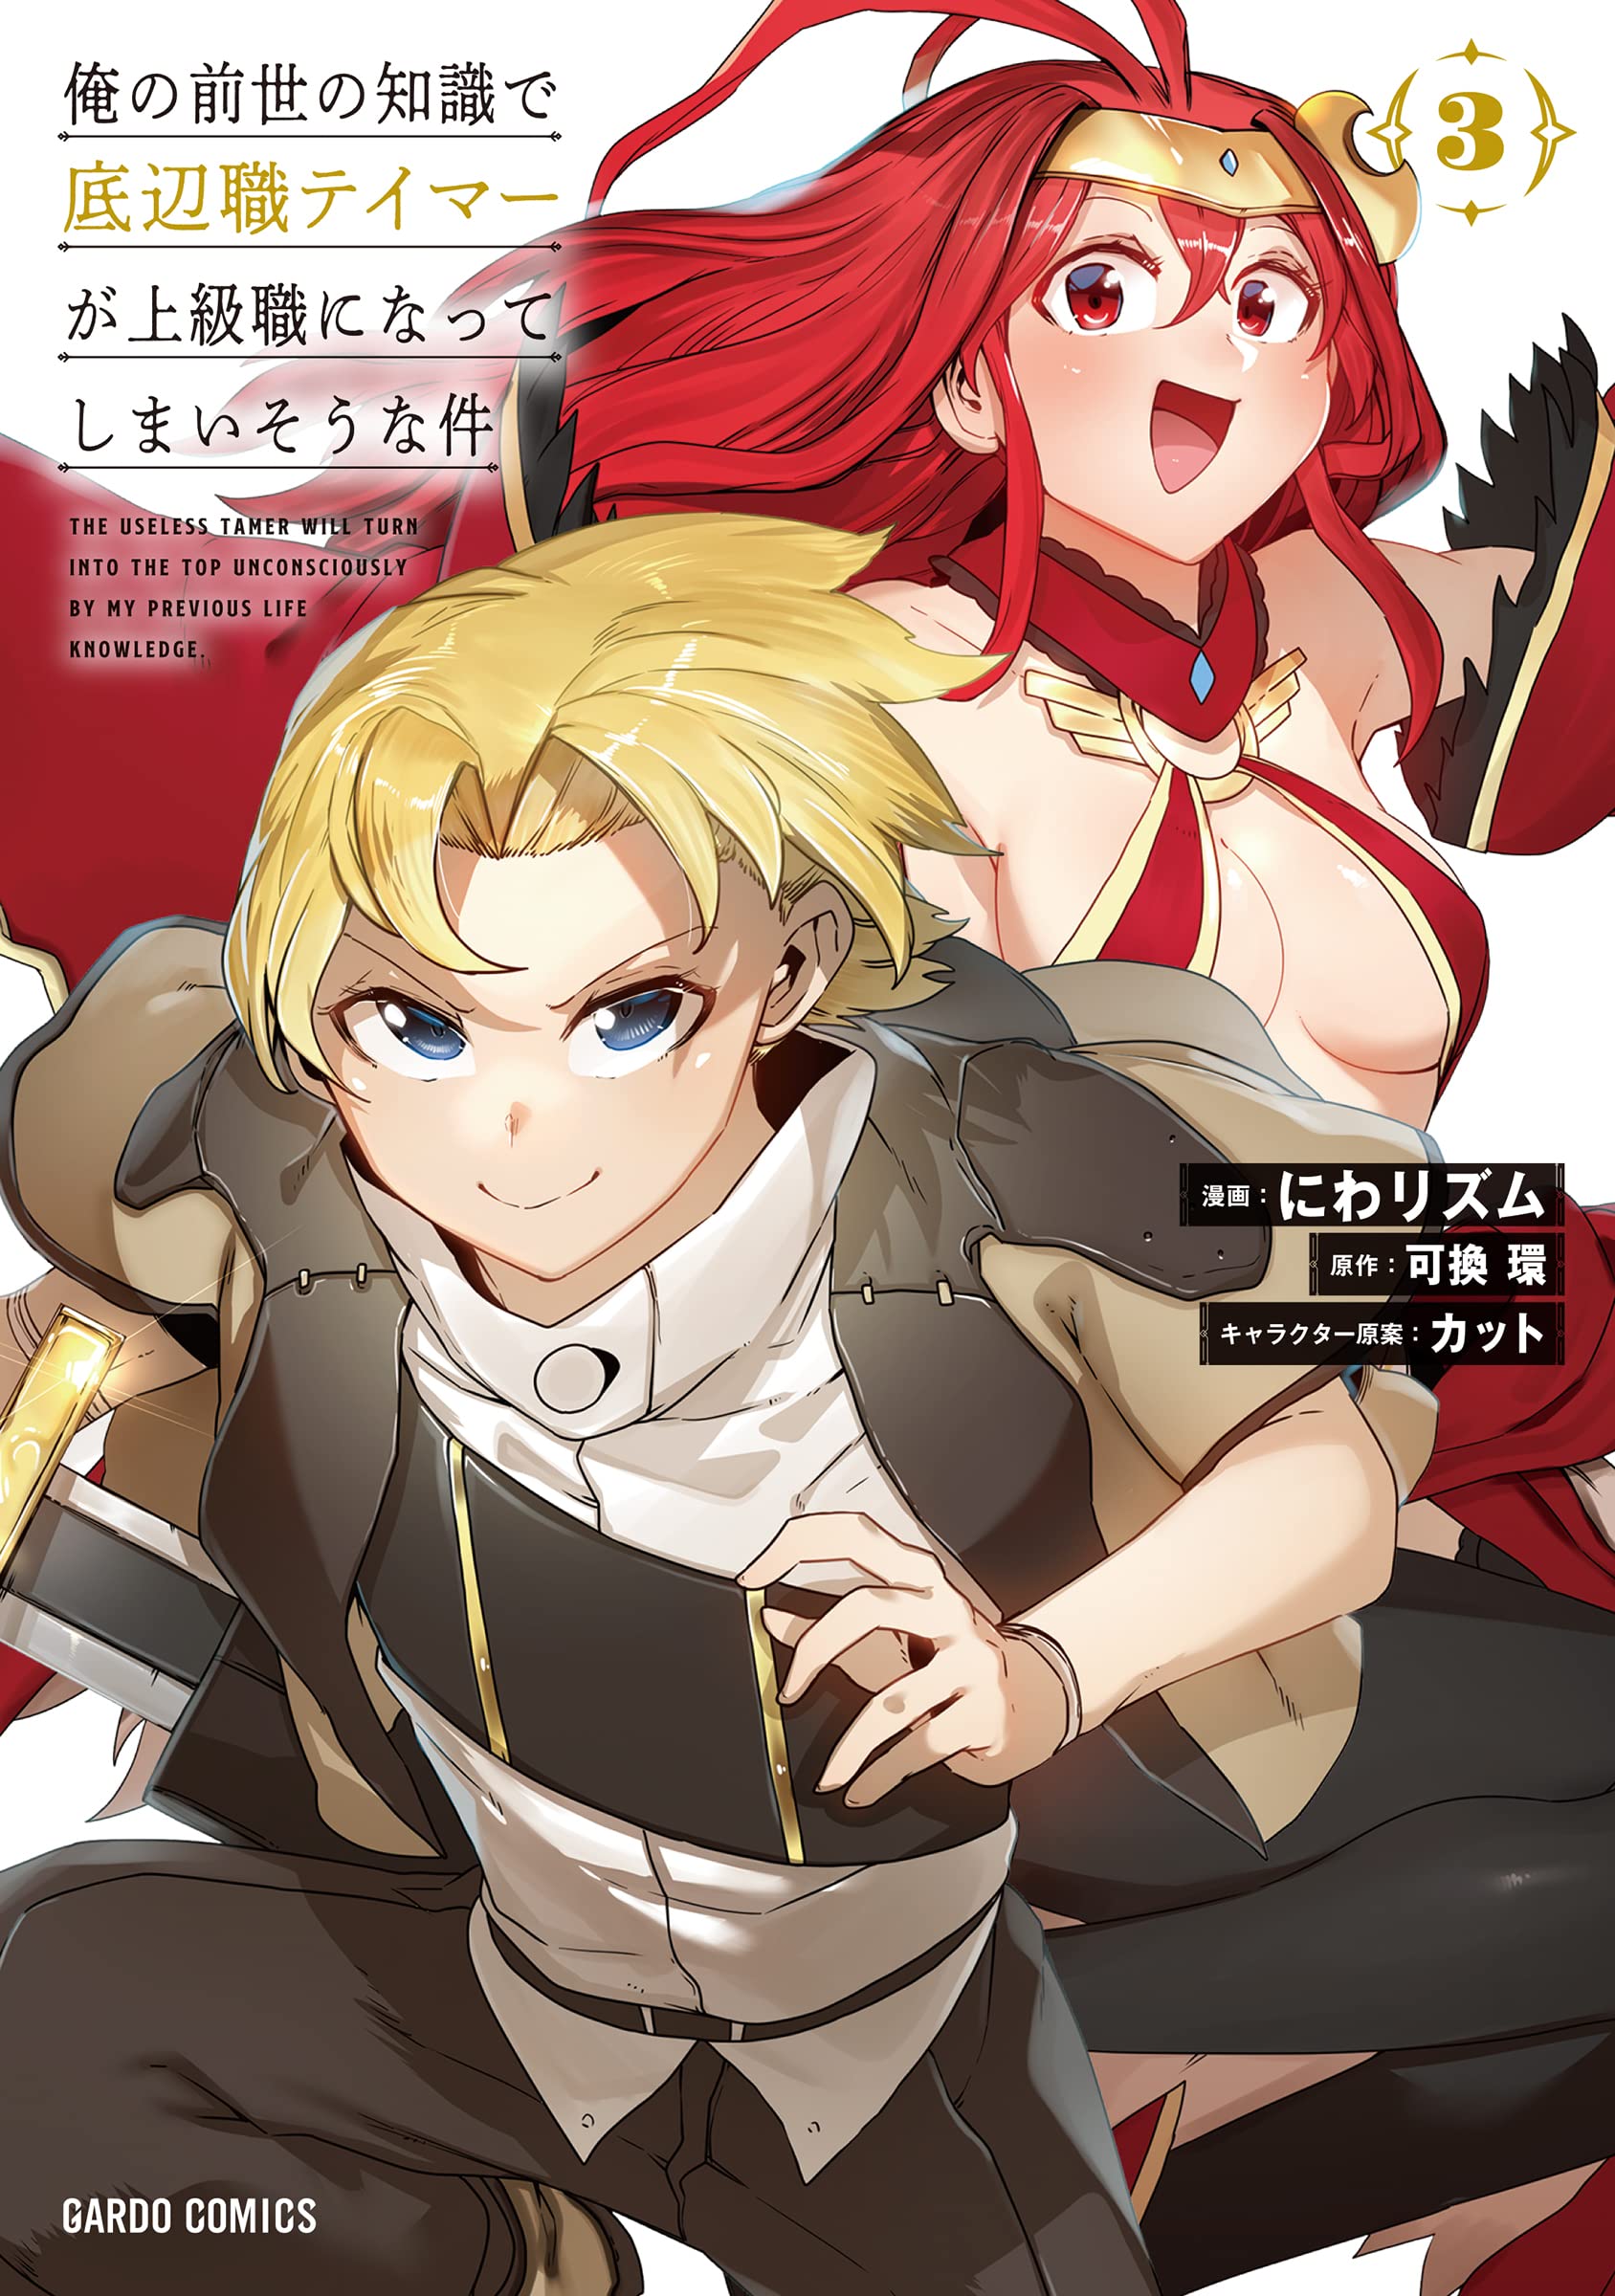 俺の前世の知識で
底辺職テイマー
が上級職になって
しまいそうな件
THE USELESS TAMER WILL TURN
INTO THE TOP UNCONSCIOUSLY
BY MY PREVIOUS LIFE
KNOWLEDGE.
3
漫画：にわリズム
原作：可換 環
キャラクター原案：カット
GARDO COMICS